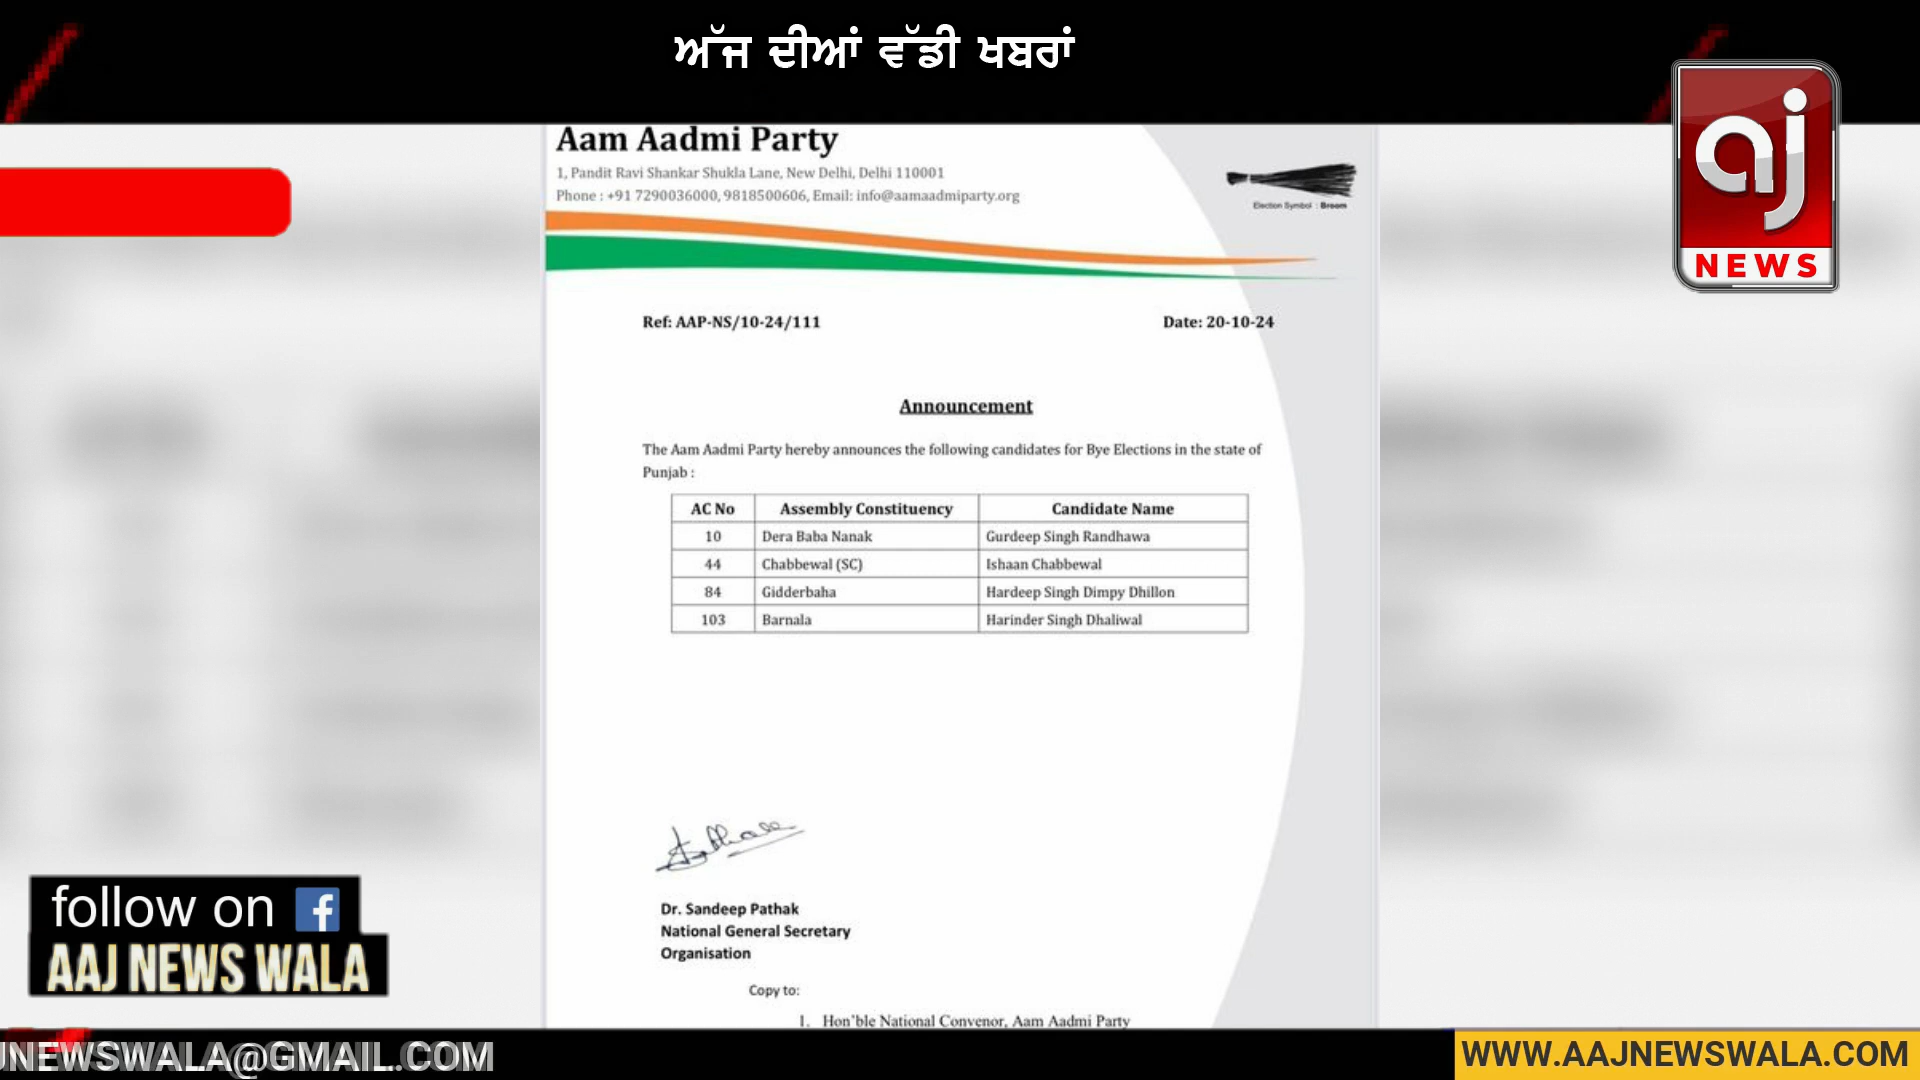 ਅੱਜ ਦੀਆਂ ਵੱਡੀ ਖਬਰਾਂ
aj
NEWS
Aam Aadmi Party
1, Pandit Ravi Shankar Shukla Lane, New Delhi, Delhi 110001
Phone : +91 7290036000, 9818500606, Email: info@aamaadmiparty.org
Election Symbol : Broom
Ref: AAP-NS/10-24/111 Date: 20-10-24
Announcement
The Aam Aadmi Party hereby announces the following candidates for Bye Elections in the state of
Punjab :
AC No Assembly Constituency Candidate Name
10 Dera Baba Nanak Gurdeep Singh Randhawa
44 Chabbewal (SC) Ishaan Chabbewal
84 Gidderbaha Hardeep Singh Dimpy Dhillon
103 Barnala Harinder Singh Dhaliwal
Dr. Sandeep Pathak
National General Secretary
Organisation
Copy to:
1. Hon'ble National Convenor, Aam Aadmi Party
follow on f
AAJ NEWS WALA
JNEWSWALA@GMAIL.COM
WWW.AAJNEWSWALA.COM